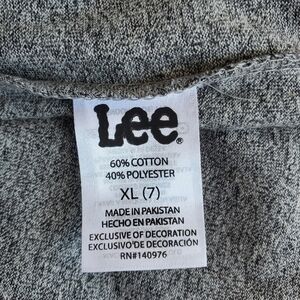 Lee®
60% COTTON
40% POLYESTER
XL (7)
MADE IN PAKISTAN
HECHO EN PAKISTAN
EXCLUSIVE OF DECORATION
EXCLUSIVO DE DECORACIÓN
RN#140976